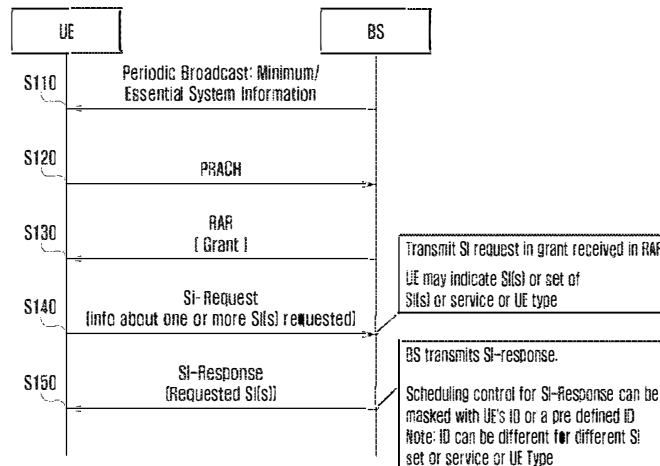 UE
BS
S110
Periodic Broadcast: Minimum/
Essential System Information
S120
PRACH
S130
RAR
[ Grant ]
Transmit SI request in grant received in RAR
UE may indicate SI(s) or set of
SI(s) or service or UE type
S140
Si-Request
(info about one or more SI(s) requested)
BS transmits SI-response.
S150
SI-Response
(Requested SI(s))
Scheduling control for SI-Response can be
masked with UE's ID or a pre defined ID
Note: ID can be different for different SI
set or service or UE Type